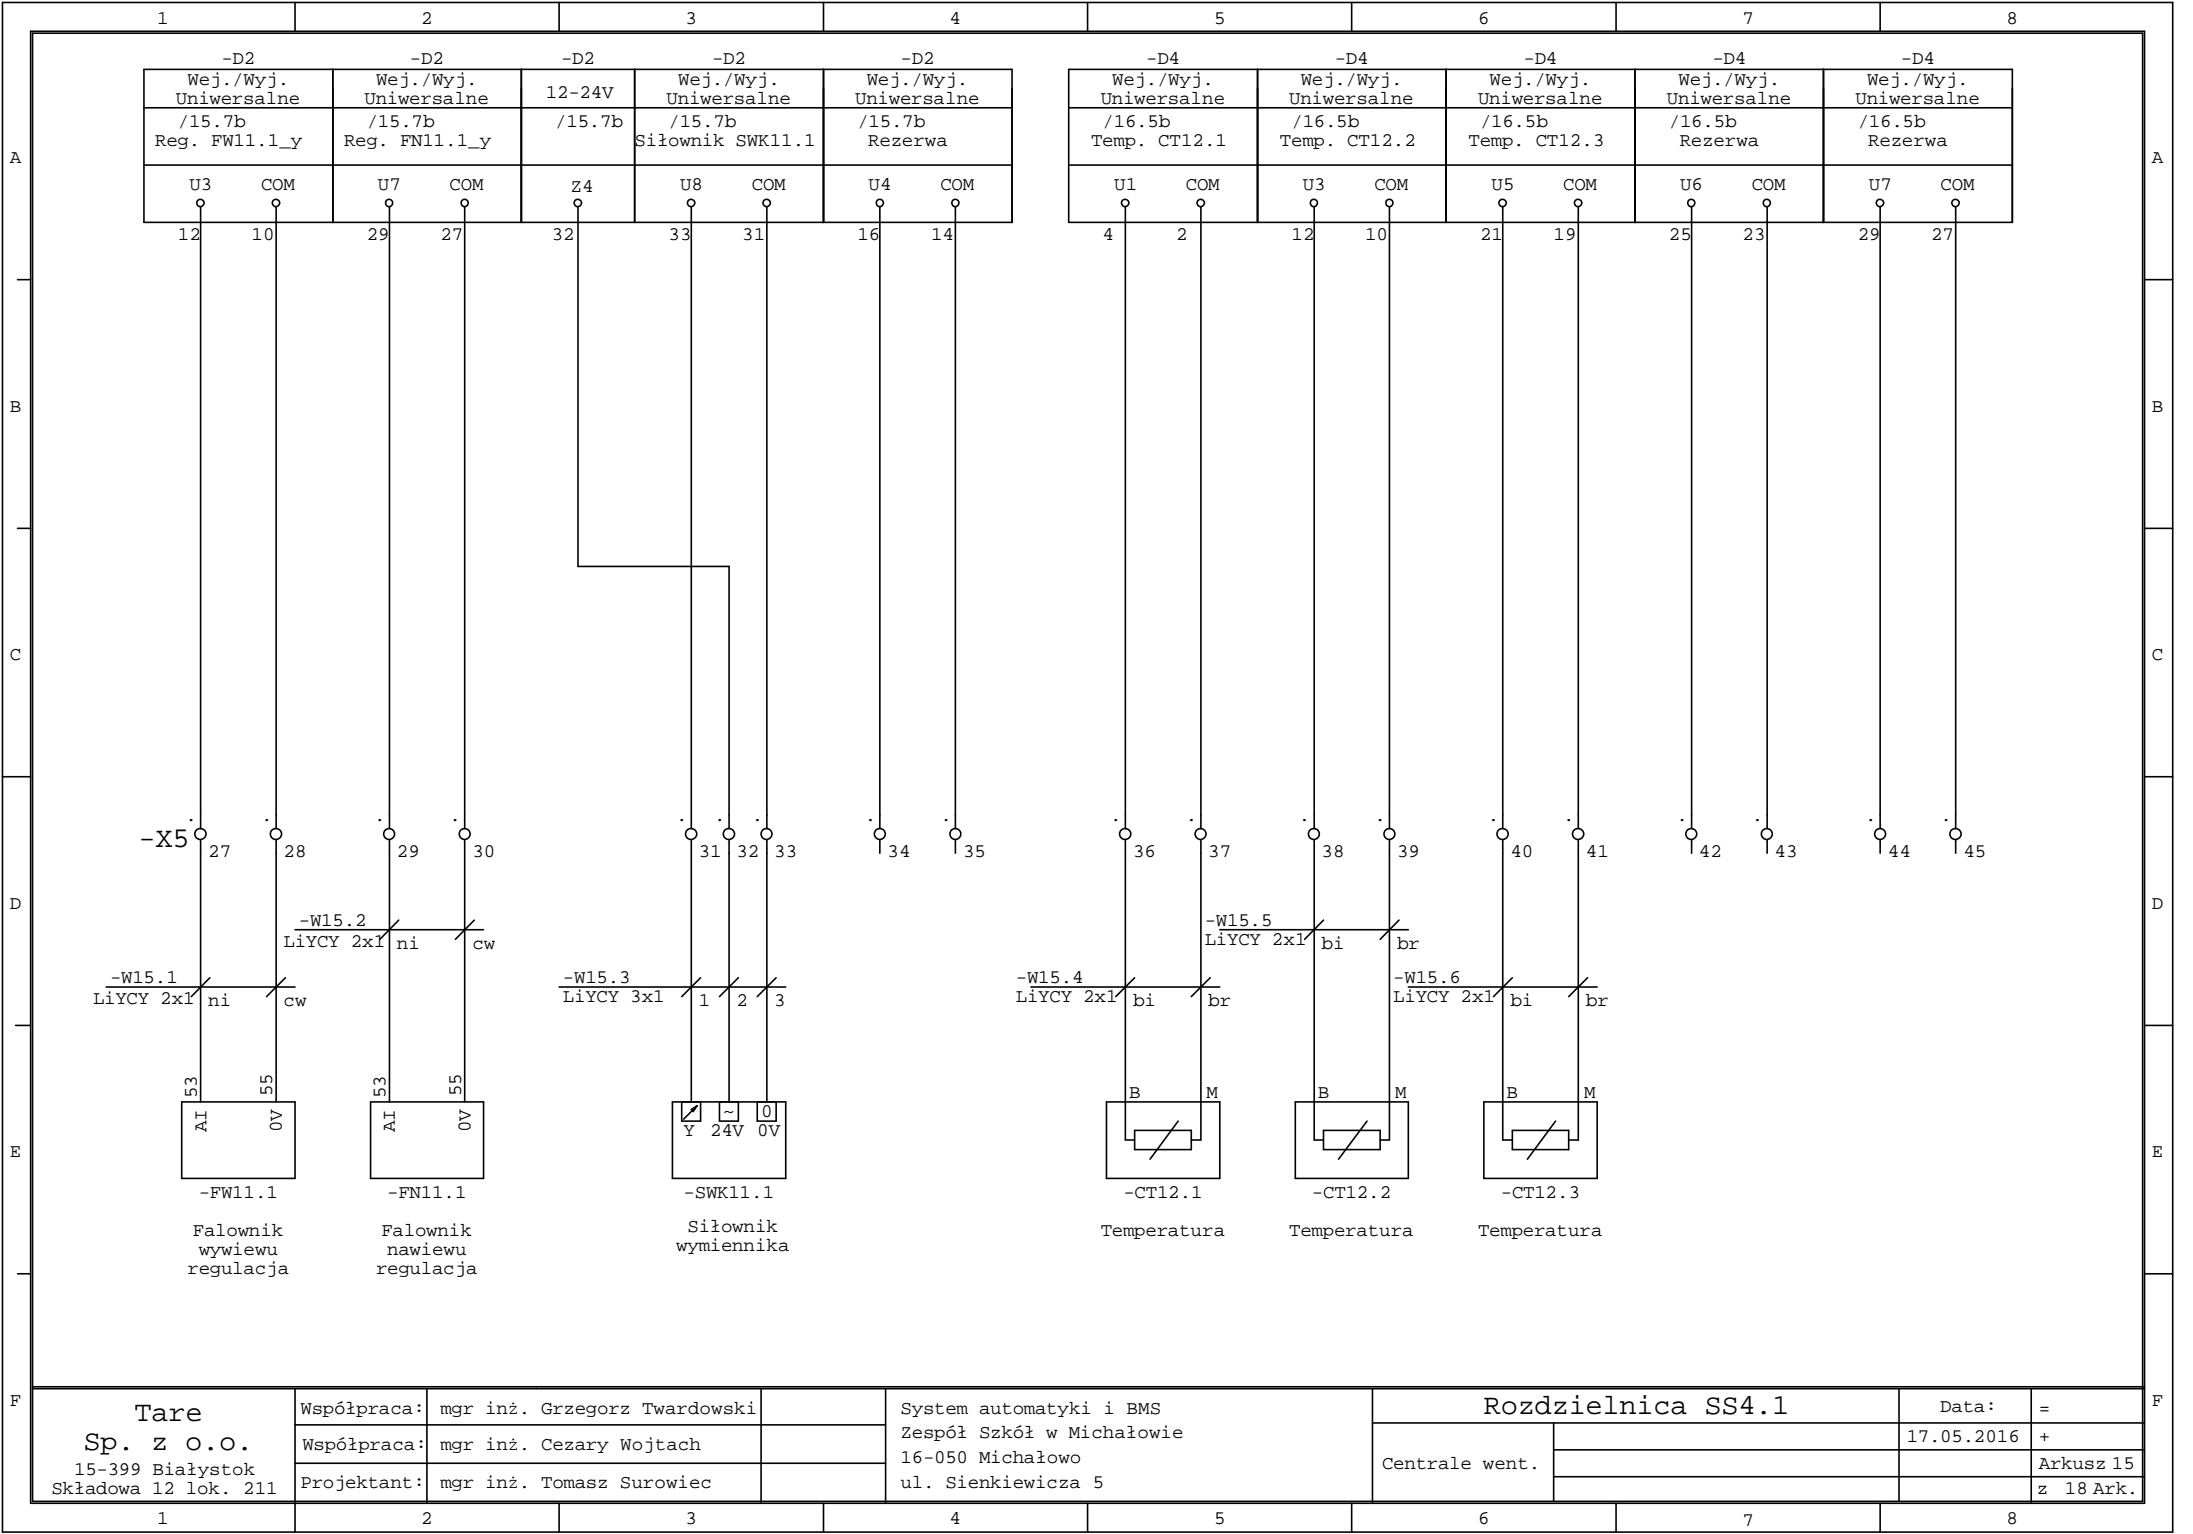 1 2 3 4 5 6 7 8
-D2 -D2 -D2 -D2 -D2 -D4 -D4 -D4 -D4 -D4
Wej./Wyj. Wej./Wyj. Wej./Wyj. Wej./Wyj. Wej./Wyj. Wej./Wyj. Wej./Wyj. Wej./Wyj. Wej./Wyj.
Uniwersalne Uniwersalne 12-24V Uniwersalne Uniwersalne Uniwersalne Uniwersalne Uniwersalne Uniwersalne Uniwersalne
/15.7b /15.7b /15.7b /15.7b /15.7b /16.5b /16.5b /16.5b /16.5b /16.5b
Reg. FW11.1_y Reg. FN11.1_y Siłownik SWK11.1 Rezerwa Temp. CT12.1 Temp. CT12.2 Temp. CT12.3 Rezerwa Rezerwa
A A
U3 COM U7 COM Z4 U8 COM U4 COM U1 COM U3 COM U5 COM U6 COM U7 COM
12 10 29 27 32 33 31 16 14 4 2 12 10 21 19 25 23 29 27
B B
C C
-X5 27 28 29 30 31 32 33 34 35 36 37 38 39 40 41 42 43 44 45
D D
-W15.2 -W15.5
LiYCY 2x1 ni cw LiYCY 2x1 bi br
-W15.1 -W15.3 -W15.4 -W15.6
LiYCY 2x1 ni cw LiYCY 3x1 1 2 3 LiYCY 2x1 bi br LiYCY 2x1 bi br
53 55 53 55 B M B M B M
AI 0V AI 0V ~ 0
Y 24V 0V
E E
-FW11.1 -FN11.1 -SWK11.1 -CT12.1 -CT12.2 -CT12.3
Falownik Falownik Siłownik Temperatura Temperatura Temperatura
wywiewu nawiewu wymiennika
regulacja regulacja
F F
Tare
Sp. z o.o.
15-399 Białystok
Składowa 12 lok. 211
Współpraca: mgr inż. Grzegorz Twardowski
Współpraca: mgr inż. Cezary Wojtach
Projektant: mgr inż. Tomasz Surowiec
System automatyki i BMS
Zespół Szkół w Michałowie
16-050 Michałowo
ul. Sienkiewicza 5
Rozdzielnica SS4.1
Centrale went.
Data:
17.05.2016
=
+
Arkusz 15
z 18 Ark.
1 2 3 4 5 6 7 8